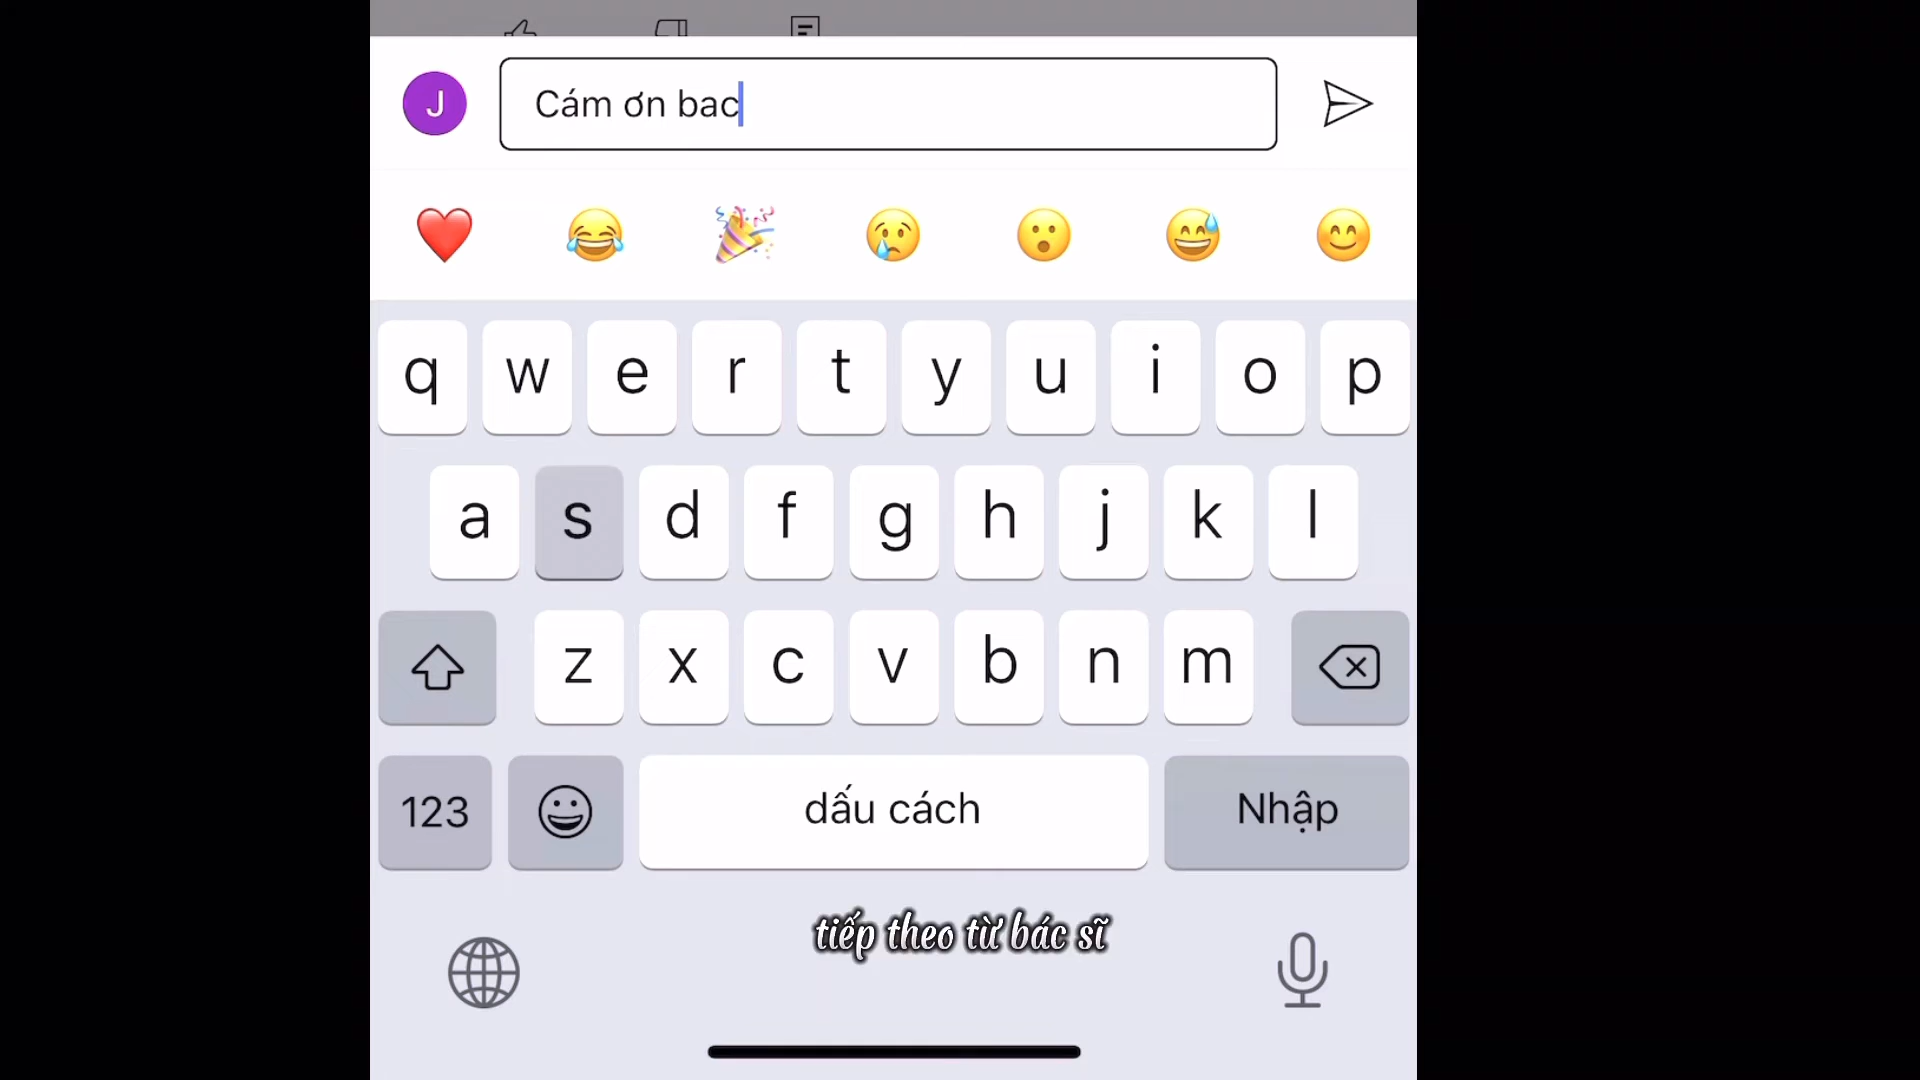 J
Cám ơn bac
q w e r t y u i o p
a s d f g h j k l
z x c v b n m
123 dấu cách Nhập
tiếp theo từ bác sĩ